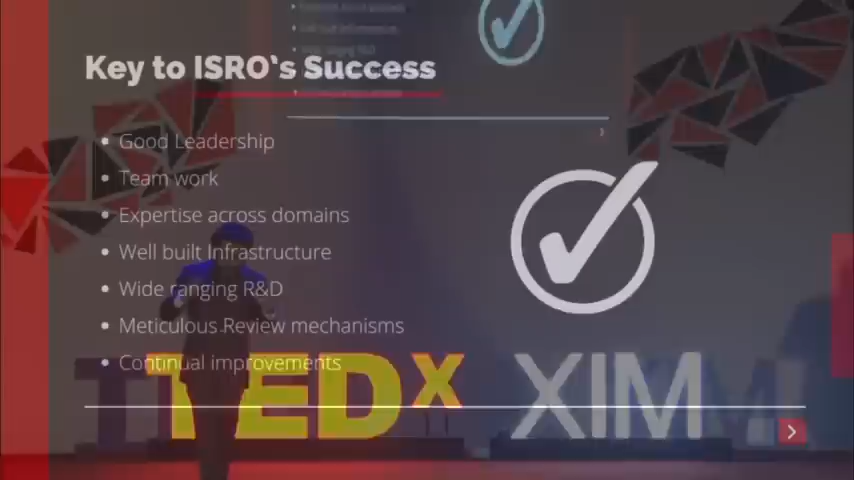 Key to ISRO's Success
• Good Leadership
• Team work
• Expertise across domains
• Well built Infrastructure
• Wide ranging R&D
• Meticulous Review mechanisms
• Continual improvements
TEDx XIM